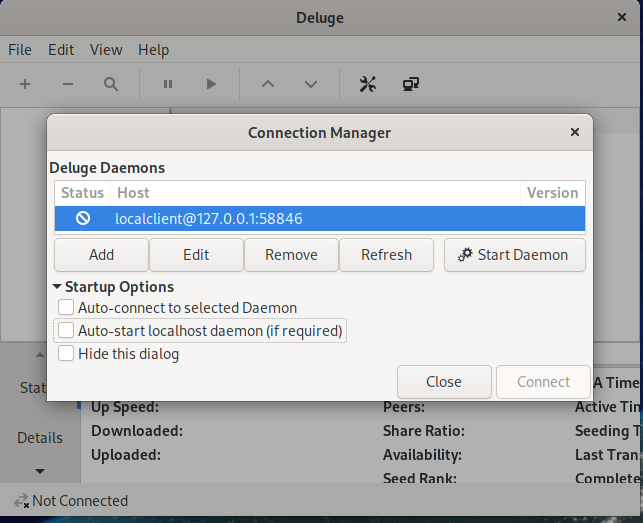 Deluge
File Edit View Help
Connection Manager
Deluge Daemons
Status Host Version
localclient@127.0.0.1:58846
Add Edit Remove Refresh Start Daemon
Startup Options
Auto-connect to selected Daemon
Auto-start localhost daemon (if required)
Hide this dialog
Close Connect
Stat A Time
Up Speed: Peers: Active Tim
Details Downloaded: Share Ratio: Seeding T
Uploaded: Availability: Last Tran
Seed Rank: Complete
Not Connected